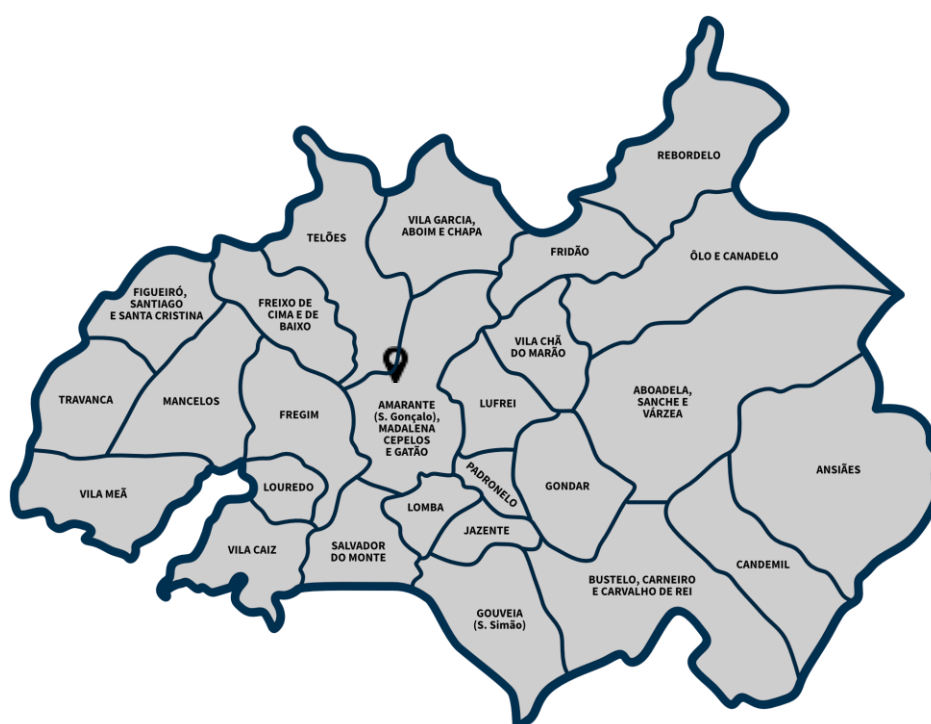 REBORDELO
VILA GARCIA,
ABOIM E CHAPA
TELÕES
FRIDÃO
ÔLO E CANADELO
FIGUEIRÓ,
SANTIAGO
E SANTA CRISTINA
FREIXO DE
CIMA E DE
BAIXO
VILA CHÃ
DO MARÃO
ABOADELA,
SANCHE E
VÁRZEA
TRAVANCA
MANCELOS
FREGIM
AMARANTE
(S. Gonçalo),
MADALENA
CEPELOS
E GATÃO
LUFREI
ANSIÃES
VILA MEÃ
LOUREDO
PADRONELO
GONDAR
LOMBA
JAZENTE
VILA CAIZ
SALVADOR
DO MONTE
CANDEMIL
BUSTELO, CARNEIRO
E CARVALHO DE REI
GOUVEIA
(S. Simão)